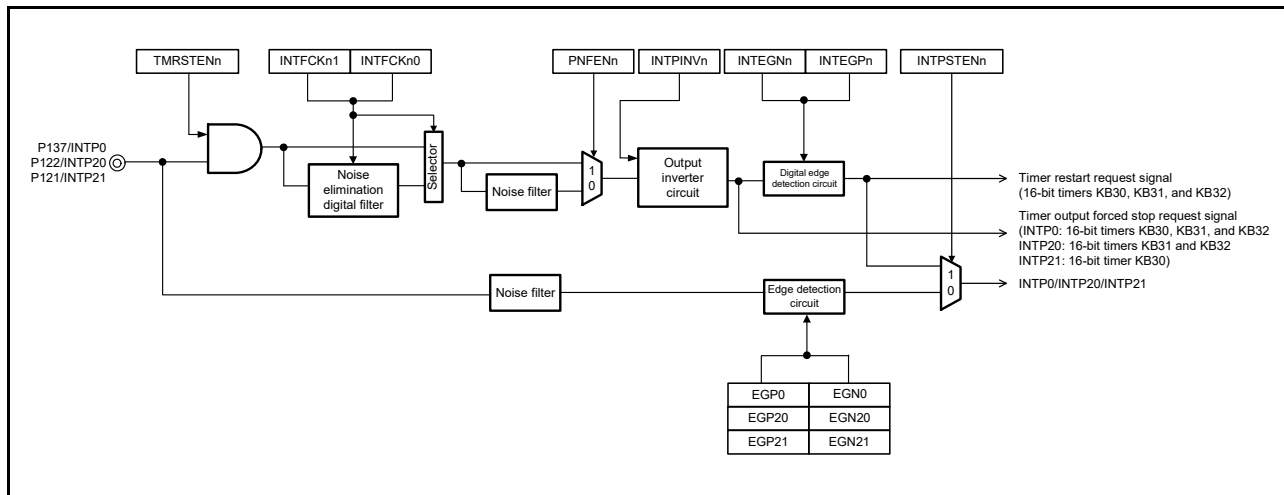 TMRSTENn
INTFCKn1
INTFCKn0
PNFENn
INTPINVn
INTEGNn
INTEGPn
INTPSTENn
P137/INTP0
P122/INTP20
P121/INTP21
Noise
elimination
digital filter
Selector
Noise filter
1
0
Output
inverter
circuit
Digital edge
detection circuit
Timer restart request signal
(16-bit timers KB30, KB31, and KB32)
Timer output forced stop request signal
(INTP0: 16-bit timers KB30, KB31, and KB32
INTP20: 16-bit timers KB31 and KB32
INTP21: 16-bit timer KB30)
Noise filter
Edge detection
circuit
1
0
INTP0/INTP20/INTP21
EGP0
EGN0
EGP20
EGN20
EGP21
EGN21